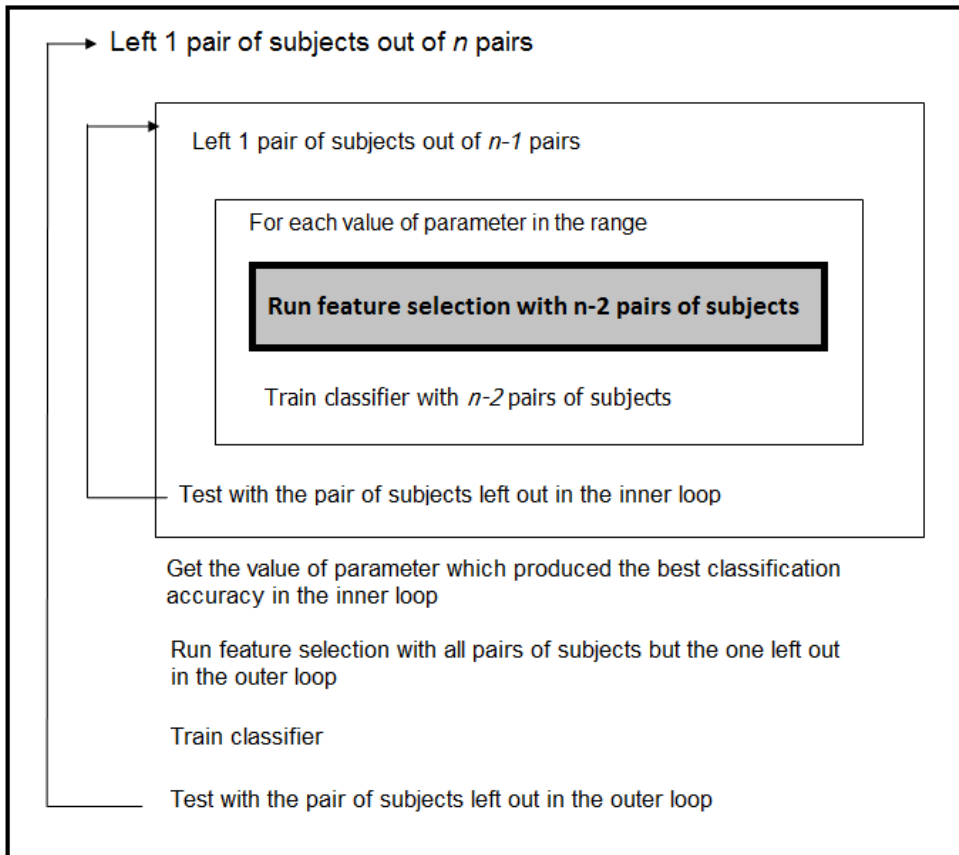 Left 1 pair of subjects out of n pairs
Left 1 pair of subjects out of n-1 pairs
For each value of parameter in the range
Run feature selection with n-2 pairs of subjects
Train classifier with n-2 pairs of subjects
Test with the pair of subjects left out in the inner loop
Get the value of parameter which produced the best classification
accuracy in the inner loop
Run feature selection with all pairs of subjects but the one left out
in the outer loop
Train classifier
Test with the pair of subjects left out in the outer loop